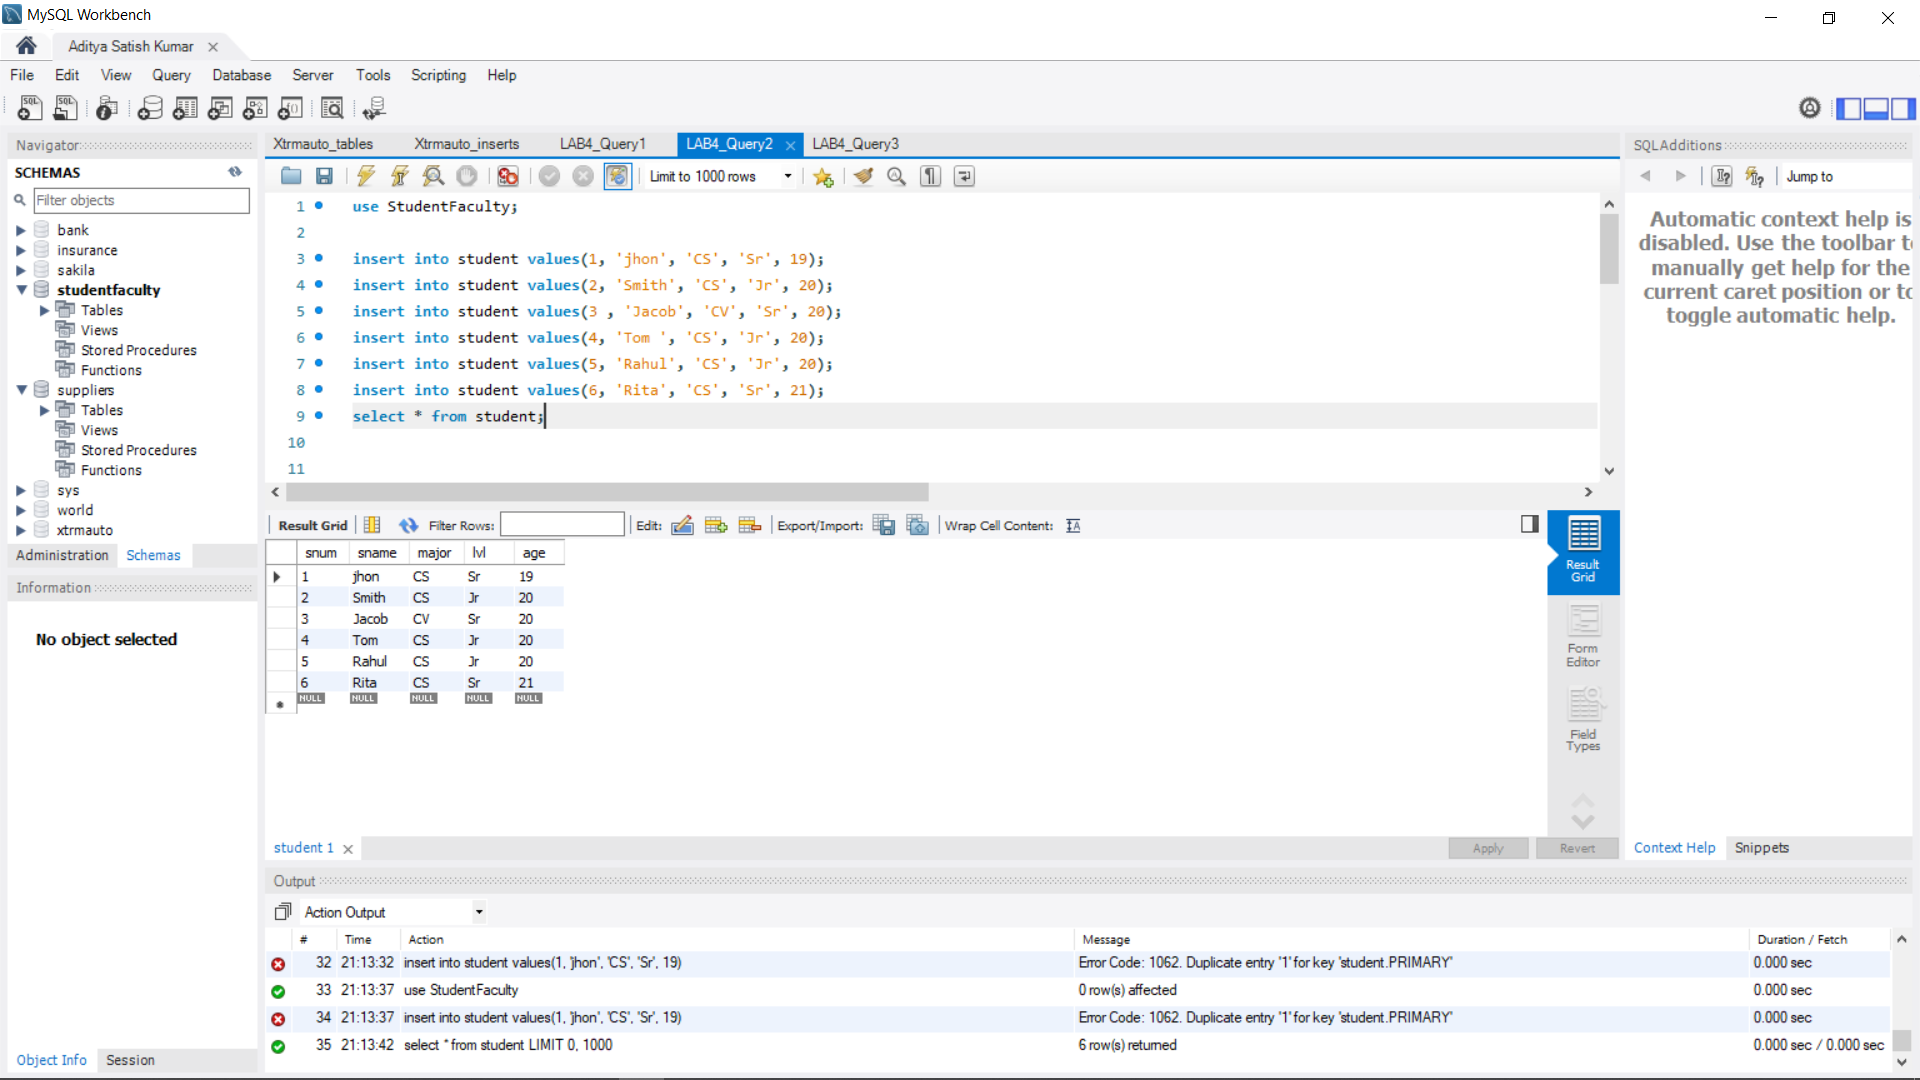 MySQL Workbench
Aditya Satish Kumar
File Edit View Query Database Server Tools Scripting Help
Navigator
SCHEMAS
Filter objects
bank
insurance
sakila
studentfaculty
Tables
Views
Stored Procedures
Functions
suppliers
Tables
Views
Stored Procedures
Functions
sys
world
xtrmauto
Administration Schemas
Information
No object selected
Object Info Session
Xtrmauto_tables Xtrmauto_inserts LAB4_Query1 LAB4_Query2 LAB4_Query3
Limit to 1000 rows
1 use StudentFaculty;
2
3 insert into student values(1, 'jhon', 'CS', 'Sr', 19);
4 insert into student values(2, 'Smith', 'CS', 'Jr', 20);
5 insert into student values(3 , 'Jacob', 'CV', 'Sr', 20);
6 insert into student values(4, 'Tom ', 'CS', 'Jr', 20);
7 insert into student values(5, 'Rahul', 'CS', 'Jr', 20);
8 insert into student values(6, 'Rita', 'CS', 'Sr', 21);
9 select * from student;
10
11
Result Grid Filter Rows: Edit: Export/Import: Wrap Cell Content:
snum sname major lvl age
1 jhon CS Sr 19
2 Smith CS Jr 20
3 Jacob CV Sr 20
4 Tom CS Jr 20
5 Rahul CS Jr 20
6 Rita CS Sr 21
NULL NULL NULL NULL NULL
Result
Grid
Form
Editor
Field
Types
student 1
Apply Revert
SQLAdditions
Jump to
Automatic context help is
disabled. Use the toolbar t
manually get help for the
current caret position or to
toggle automatic help.
Context Help Snippets
Output
Action Output
# Time Action Message Duration / Fetch
32 21:13:32 insert into student values(1, 'jhon', 'CS', 'Sr', 19) Error Code: 1062. Duplicate entry '1' for key 'student.PRIMARY' 0.000 sec
33 21:13:37 use StudentFaculty 0 row(s) affected 0.000 sec
34 21:13:37 insert into student values(1, 'jhon', 'CS', 'Sr', 19) Error Code: 1062. Duplicate entry '1' for key 'student.PRIMARY' 0.000 sec
35 21:13:42 select * from student LIMIT 0, 1000 6 row(s) returned 0.000 sec / 0.000 sec